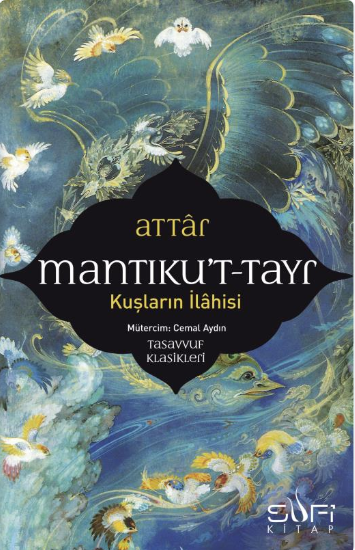 ATTÂR
MANTIKU'T-TAYR
Kuşların İlâhisi
Mütercim: Cemal Aydın
TASAVVUF
KLASİKLERİ
SUFİ
KİTAP